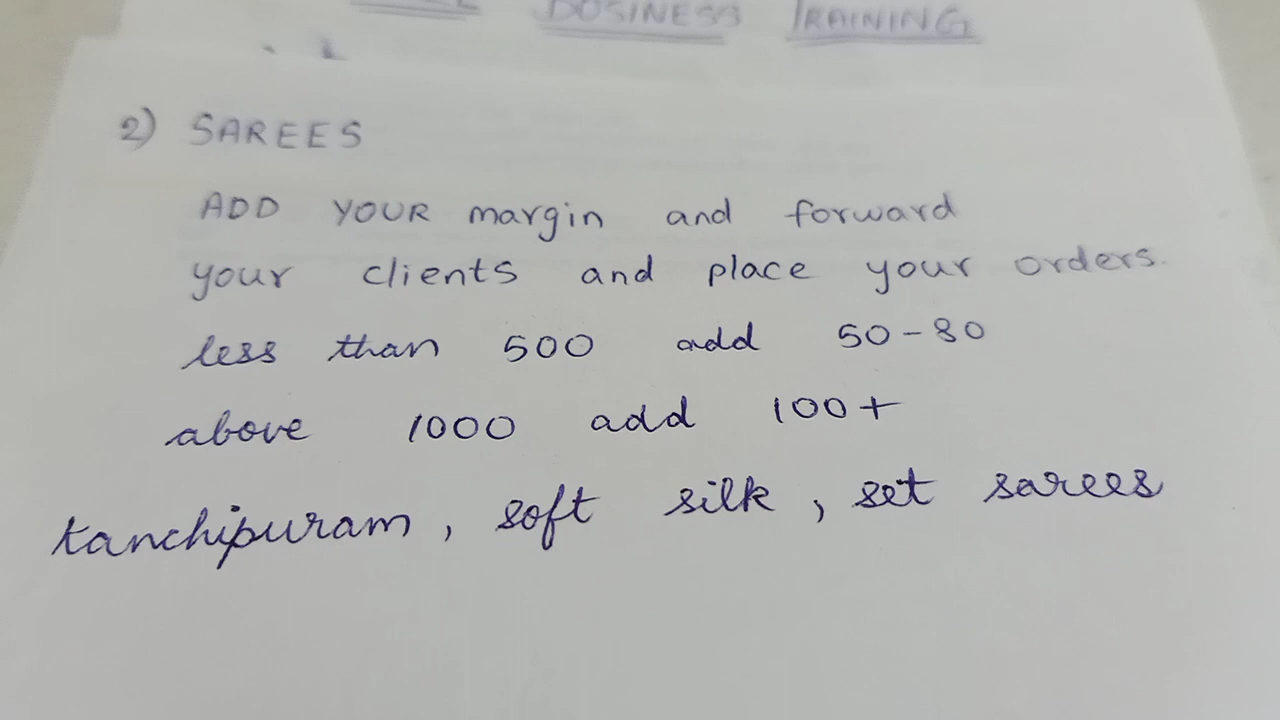 BUSINESS TRAINING
2) SAREES
ADD YOUR margin and forward
your clients and place your orders.
less than 500 add 50-80
above 1000 add 100+
kanchipuram, soft silk, set sarees